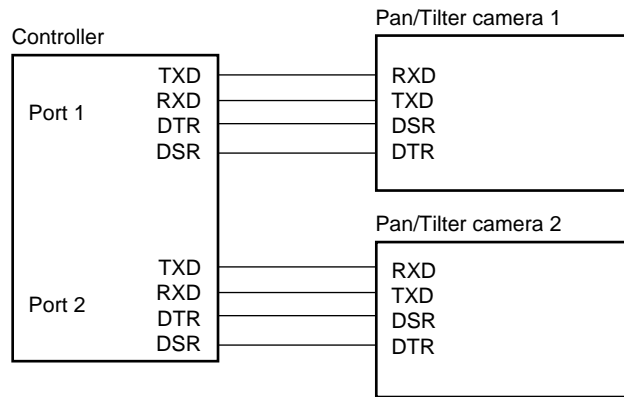 Pan/Tilter camera 1
Controller
TXD RXD
RXD TXD
Port 1
DTR DSR
DSR DTR
Pan/Tilter camera 2
TXD RXD
RXD TXD
Port 2
DTR DSR
DSR DTR